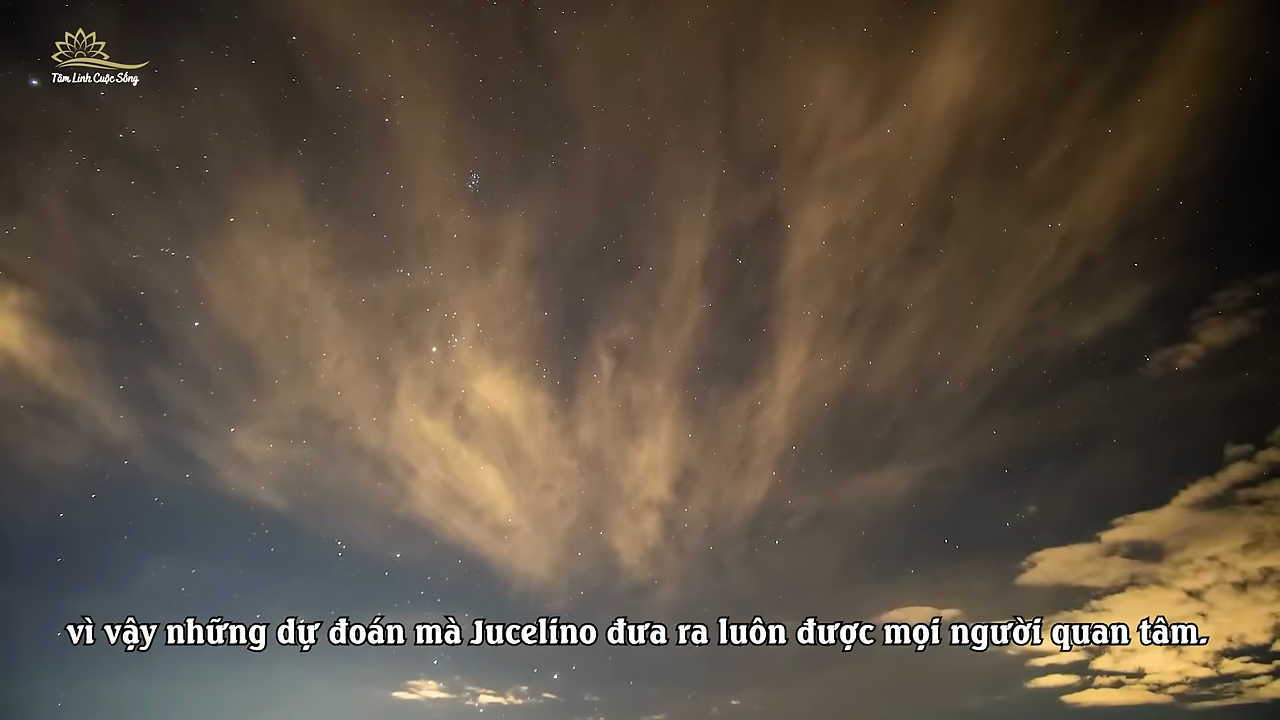 Tâm Linh Cuộc Sống
vì vậy những dự đoán mà Jucelino đưa ra luôn được mọi người quan tâm.